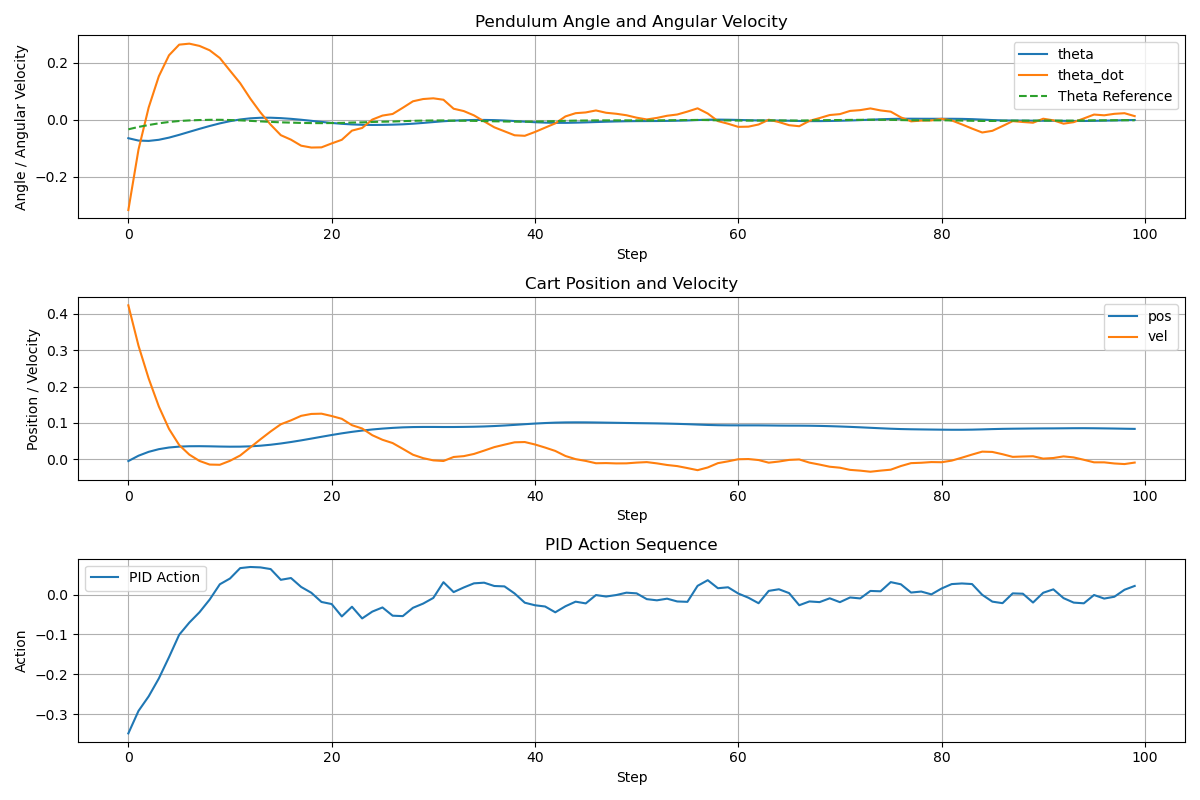 Pendulum Angle and Angular Velocity
Angle / Angular Velocity
0.2
0.0
−0.2
theta
theta_dot
Theta Reference
0 20 40 60 80 100
Step
Cart Position and Velocity
Position / Velocity
0.4
0.3
0.2
0.1
0.0
pos
vel
0 20 40 60 80 100
Step
PID Action Sequence
Action
0.0
−0.1
−0.2
−0.3
PID Action
0 20 40 60 80 100
Step